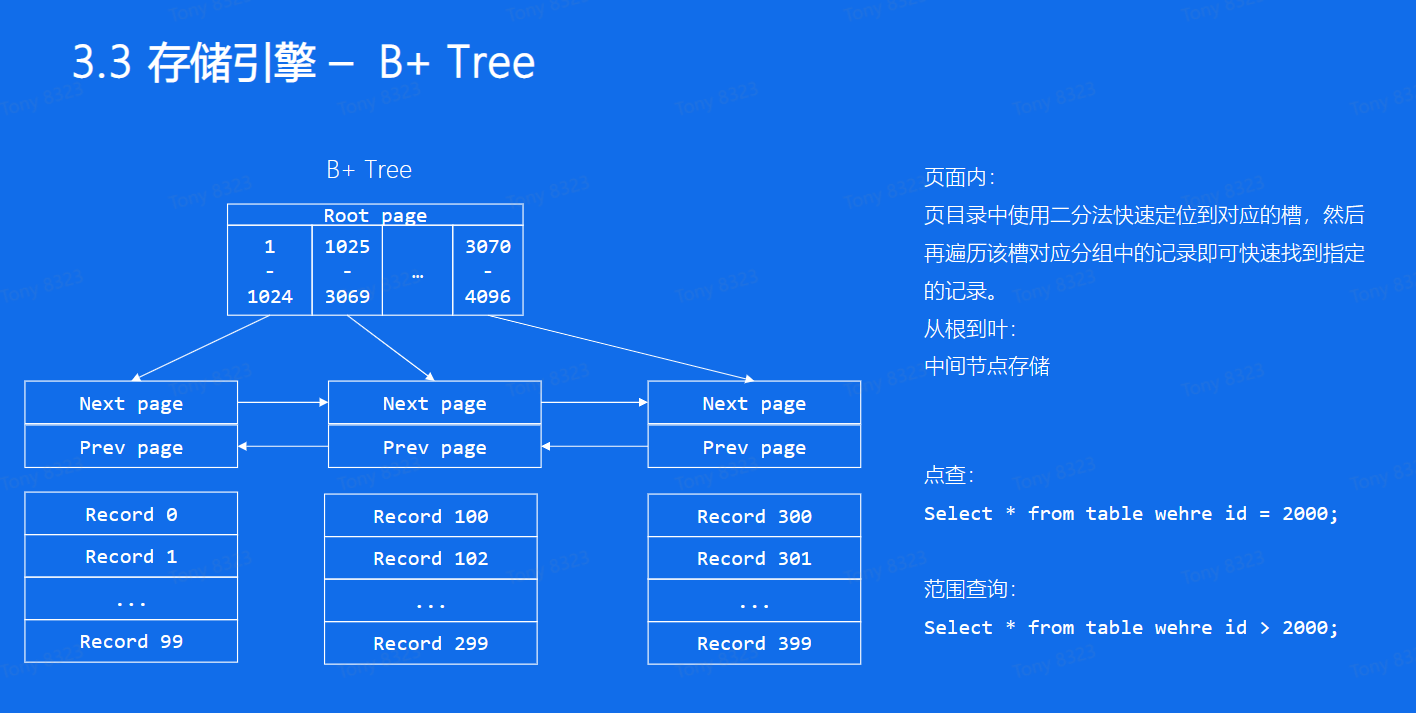 3.3 存储引擎 – B+ Tree
B+ Tree
Root page
1
-
1024
1025
-
3069
…
3070
-
4096
Next page
Prev page
Next page
Prev page
Next page
Prev page
Record 0
Record 1
...
Record 99
Record 100
Record 102
...
Record 299
Record 300
Record 301
...
Record 399
页面内：
页目录中使用二分法快速定位到对应的槽，然后
再遍历该槽对应分组中的记录即可快速找到指定
的记录。
从根到叶：
中间节点存储
点查：
Select * from table wehre id = 2000;
范围查询：
Select * from table wehre id > 2000;
Tony 8323